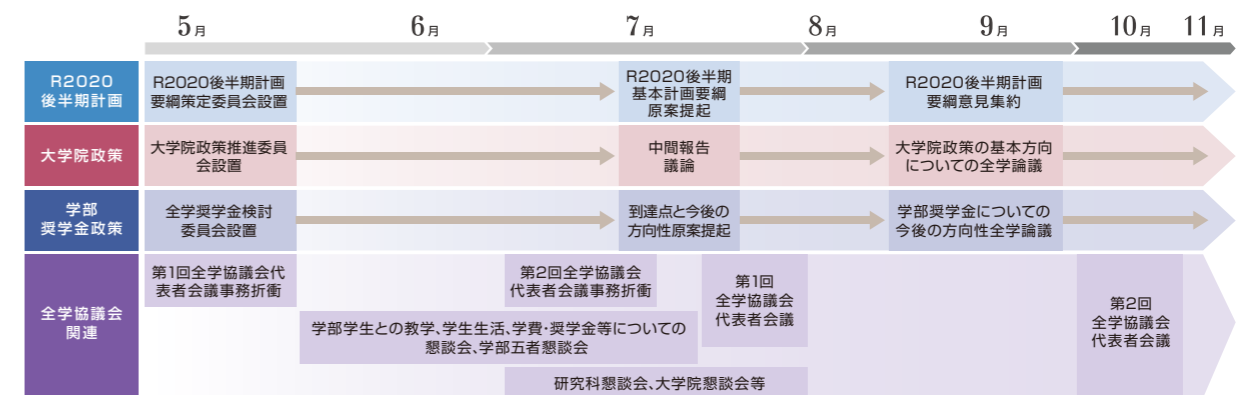 5月 6月 7月 8月 9月 10月 11月
R2020
後半期計画
R2020後半期計画
要綱策定委員会設置
R2020後半期
基本計画要綱
原案提起
R2020後半期計画
要綱意見集約
大学院政策
大学院政策推進委員
会設置
中間報告
議論
大学院政策の基本方向
についての全学論議
学部
奨学金政策
全学奨学金検討
委員会設置
到達点と今後の
方向性原案提起
学部奨学金についての
今後の方向性全学論議
全学協議会
関連
第1回全学協議会代
表者会議事務折衝
第2回全学協議会
代表者会議事務折衝
第1回
全学協議会
代表者会議
学部学生との教学、学生生活、学費・奨学金等についての
懇談会、学部五者懇談会
研究科懇談会、大学院懇談会等
第2回
全学協議会
代表者会議